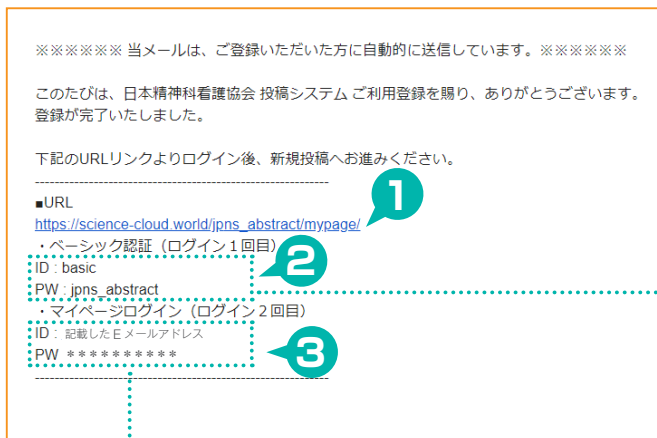 ※※※※※※ 当メールは、ご登録いただいた方に自動的に送信しています。※※※※※※
このたびは、日本精神科看護協会 投稿システム ご利用登録を賜り、ありがとうございます。
登録が完了いたしました。
下記のURLリンクよりログイン後、新規投稿へお進みください。
------------------------------------------------------------
■URL
1
https://science-cloud.world/jpns_abstract/mypage/
・ベーシック認証（ログイン１回目）
2
ID : basic
PW : jpns_abstract
・マイページログイン（ログイン２回目）
ID : 記載したＥメールアドレス
3
PW ＊＊＊＊＊＊＊＊＊＊
------------------------------------------------------------